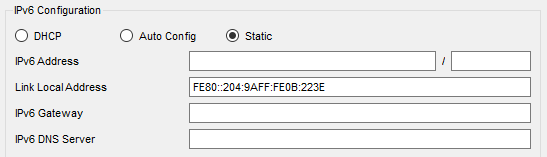 IPv6 Configuration
DHCP Auto Config Static
IPv6 Address /
Link Local Address FE80::204:9AFF:FE0B:223E
IPv6 Gateway
IPv6 DNS Server